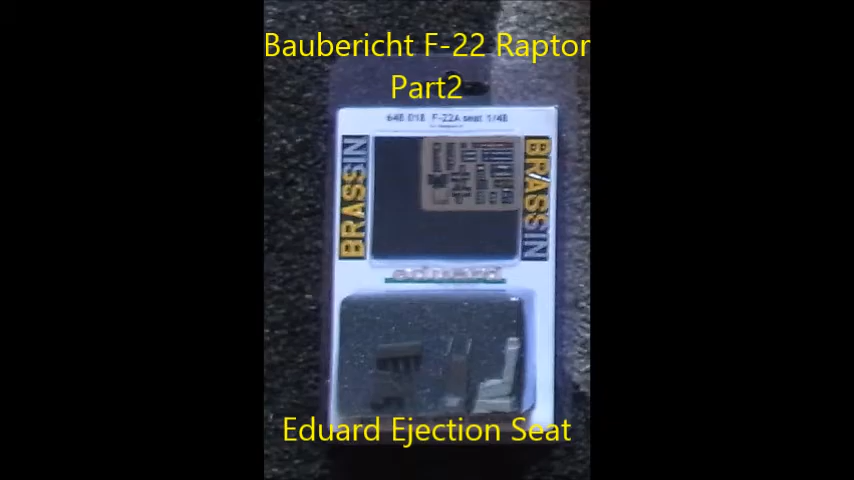 Baubericht F-22 Raptor
Part2
648 018 F-22A seat 1/48
BRASSIN
BRASSIN
eduard
Eduard Ejection Seat